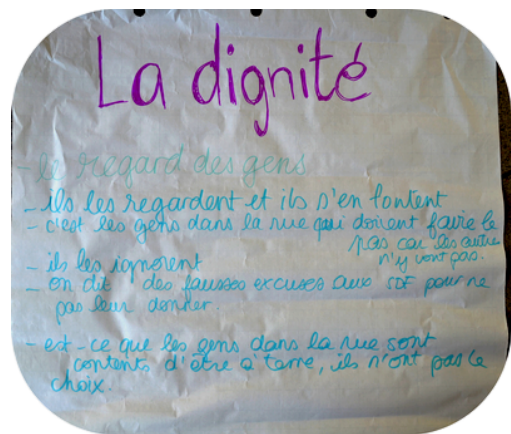 La dignité
- le regard des gens
- ils les regardent et ils s'en fontent
- c'est les gens dans la rue qui doivent faire le
pas car les autre
n'y vont pas.
- ils les ignorent
- on dit des fausses excuses aux SDF pour ne
pas leur donner.
- est-ce que les gens dans la rue sont
contents d'être à terre, ils n'ont pas le
choix.